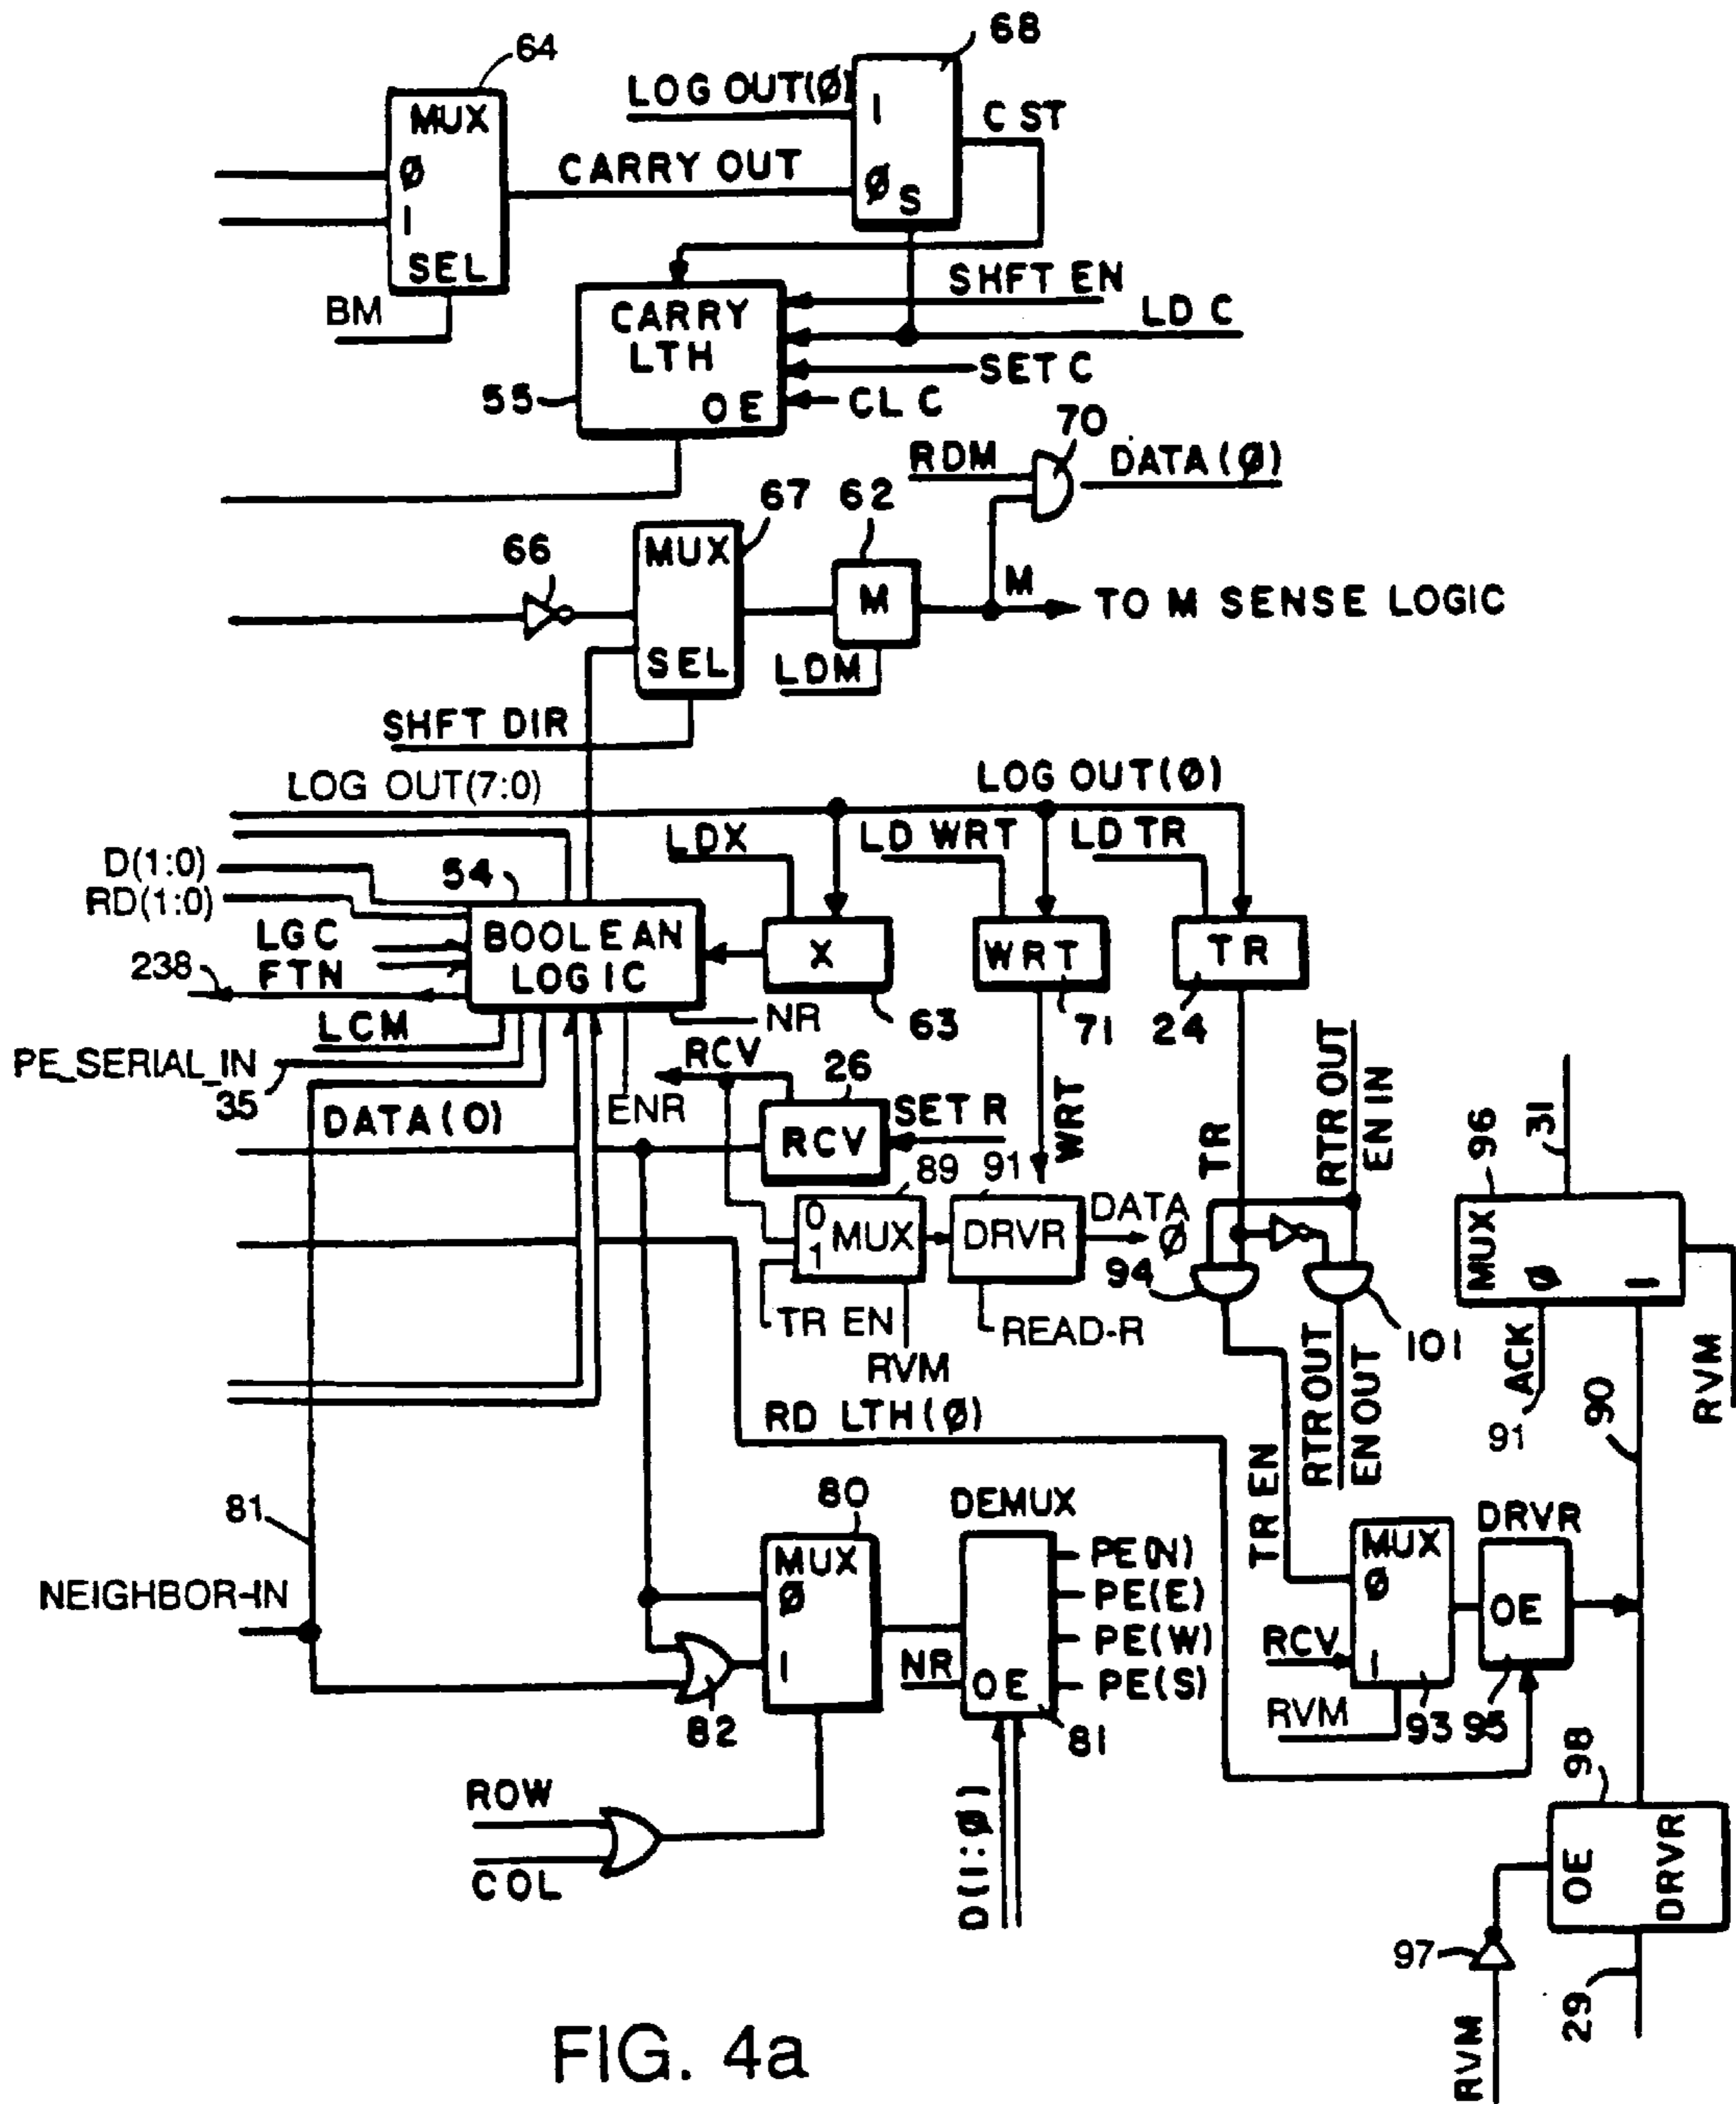 64
68
MUX
LOG OUT(Ø)
I
C ST
Ø
CARRY OUT
I
Ø
S
SEL
BM
SHFT EN
CARRY
LTH
LD C
SET C
55
OE
CL C
70
RDM
DATA(Ø)
67
62
66
MUX
M
M
TO M SENSE LOGIC
SEL
LDM
SHFT DIR
LOG OUT(7:0)
LOG OUT(Ø)
LDX
LD WRT
LD TR
D(1:0)
54
RD(1:0)
LGC
BOOLEAN
LOGIC
X
WRT
TR
238
FTN
63
71
24
LCM
NR
PE_SERIAL_IN
35
RCV
26
ENR
DATA(0)
RCV
SET R
WRT
TR
RTR OUT
EN IN
96
31
89
91
0
1
MUX
DRVR
DATA
Ø
94
MUX
Ø
I
TR EN
READ-R
101
RVM
RTR OUT
EN OUT
ACK
91
90
RVM
RD LTH(Ø)
TR EN
81
80
DEMUX
DRVR
MUX
Ø
PE(N)
PE(E)
PE(W)
PE(S)
MUX
Ø
OE
NEIGHBOR-IN
I
NR
OE
RCV
I
82
81
RVM
93
95
98
ROW
COL
D(1:Ø)
OE
DRVR
97
29
RVM
FIG. 4a